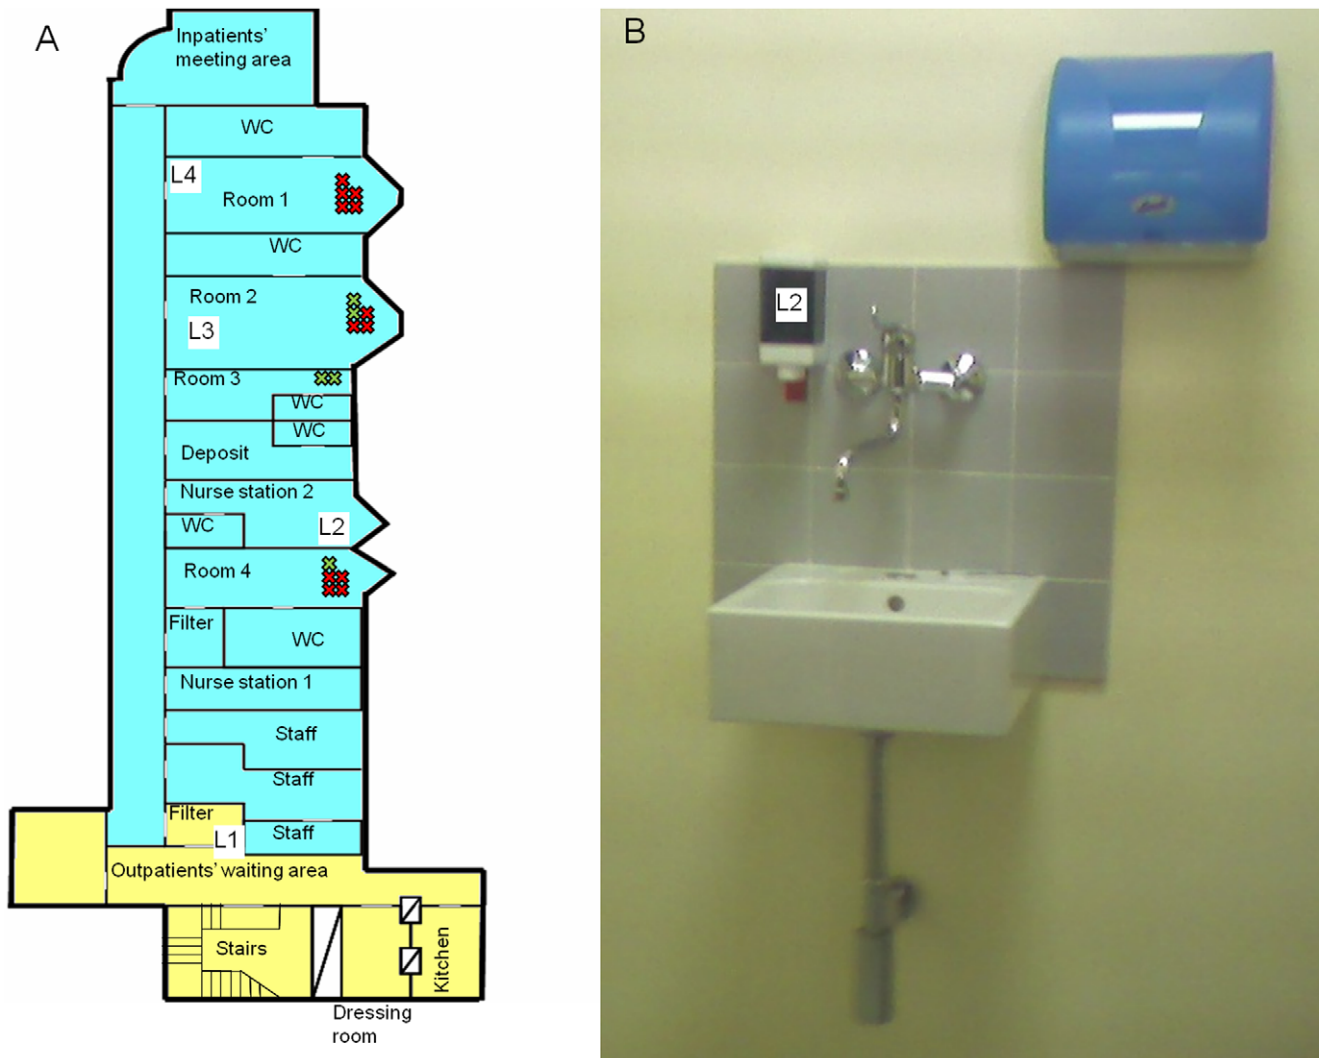 A
Inpatients'
meeting area
WC
L4
Room 1
WC
Room 2
L3
Room 3
WC
WC
Deposit
Nurse station 2
WC
L2
Room 4
Filter
WC
Nurse station 1
Staff
Staff
Filter
L1
Staff
Outpatients' waiting area
Stairs
Kitchen
Dressing
room
B
L2